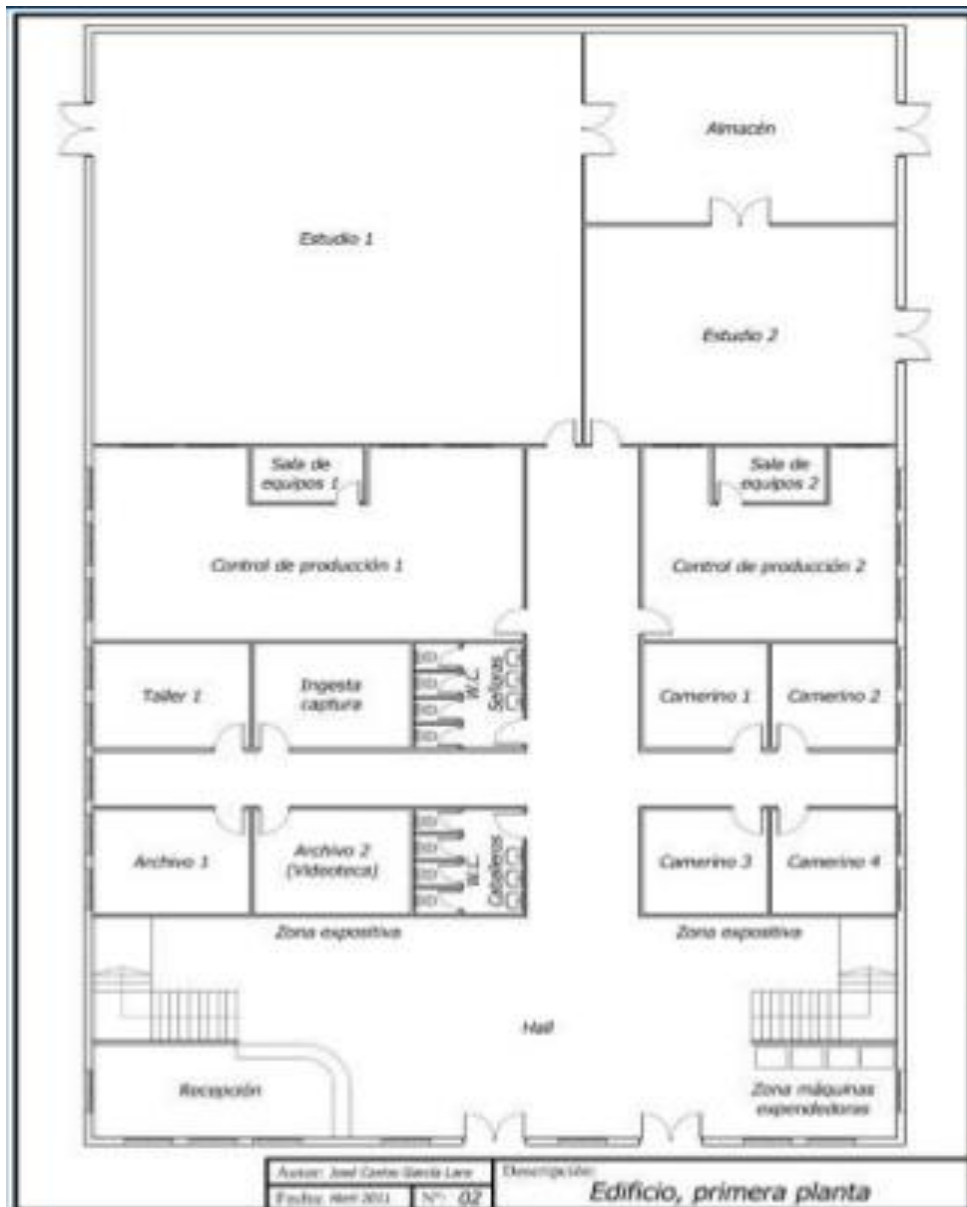 Almacén
Estudio 1
Estudio 2
Sala de
equipos 1
Sala de
equipos 2
Control de producción 1
Control de producción 2
Taller 1
Ingesta
captura
W.C.
Señoras
Camerino 1
Camerino 2
Archivo 1
Archivo 2
(Videoteca)
W.C.
Caballeros
Camerino 3
Camerino 4
Zona expositiva
Zona expositiva
Hall
Recepción
Zona máquinas
expendedoras
Autor: José Carlos García Lara
Descripción:
Fecha: Abril 2011
Nº: 02
Edificio, primera planta